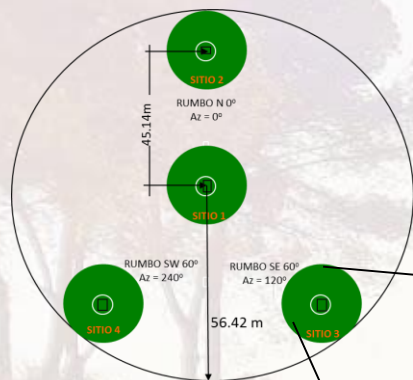 SITIO 2
RUMBO N 0°
Az = 0°
45.14m
SITIO 1
RUMBO SW 60°
Az = 240°
RUMBO SE 60°
Az = 120°
SITIO 4
56.42 m
SITIO 3